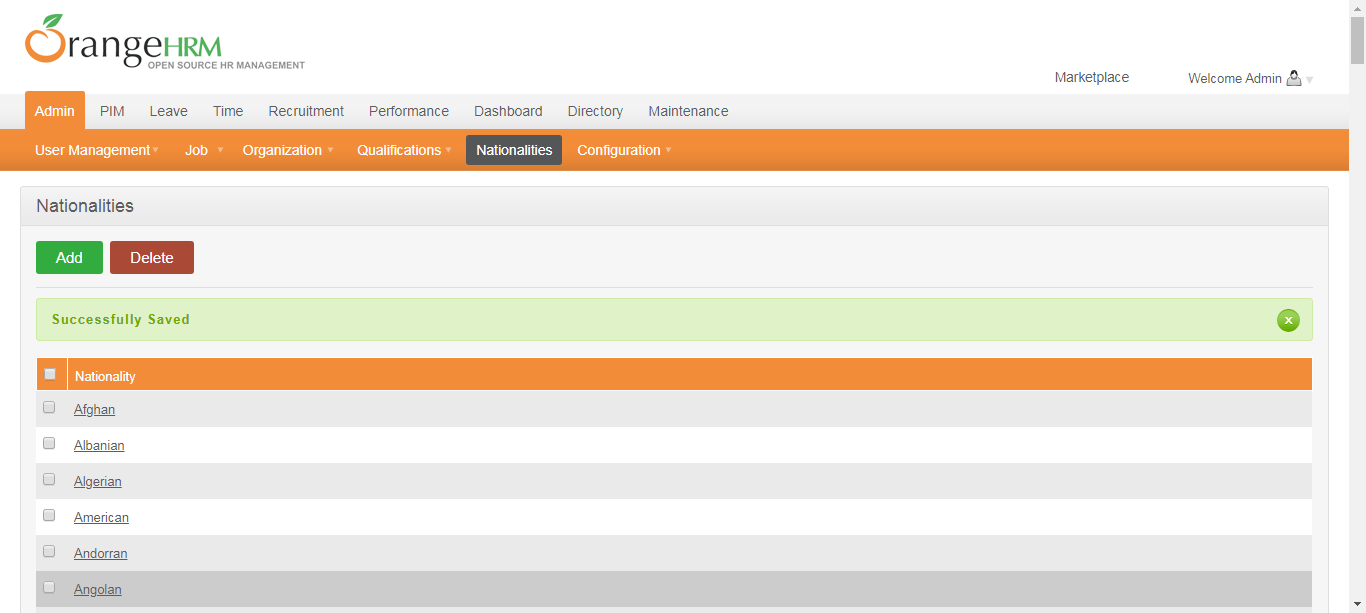 OrangeHRM
OPEN SOURCE HR MANAGEMENT
Marketplace Welcome Admin
Admin PIM Leave Time Recruitment Performance Dashboard Directory Maintenance
User Management Job Organization Qualifications Nationalities Configuration
Nationalities
Add Delete
Successfully Saved
x
Nationality
Afghan
Albanian
Algerian
American
Andorran
Angolan